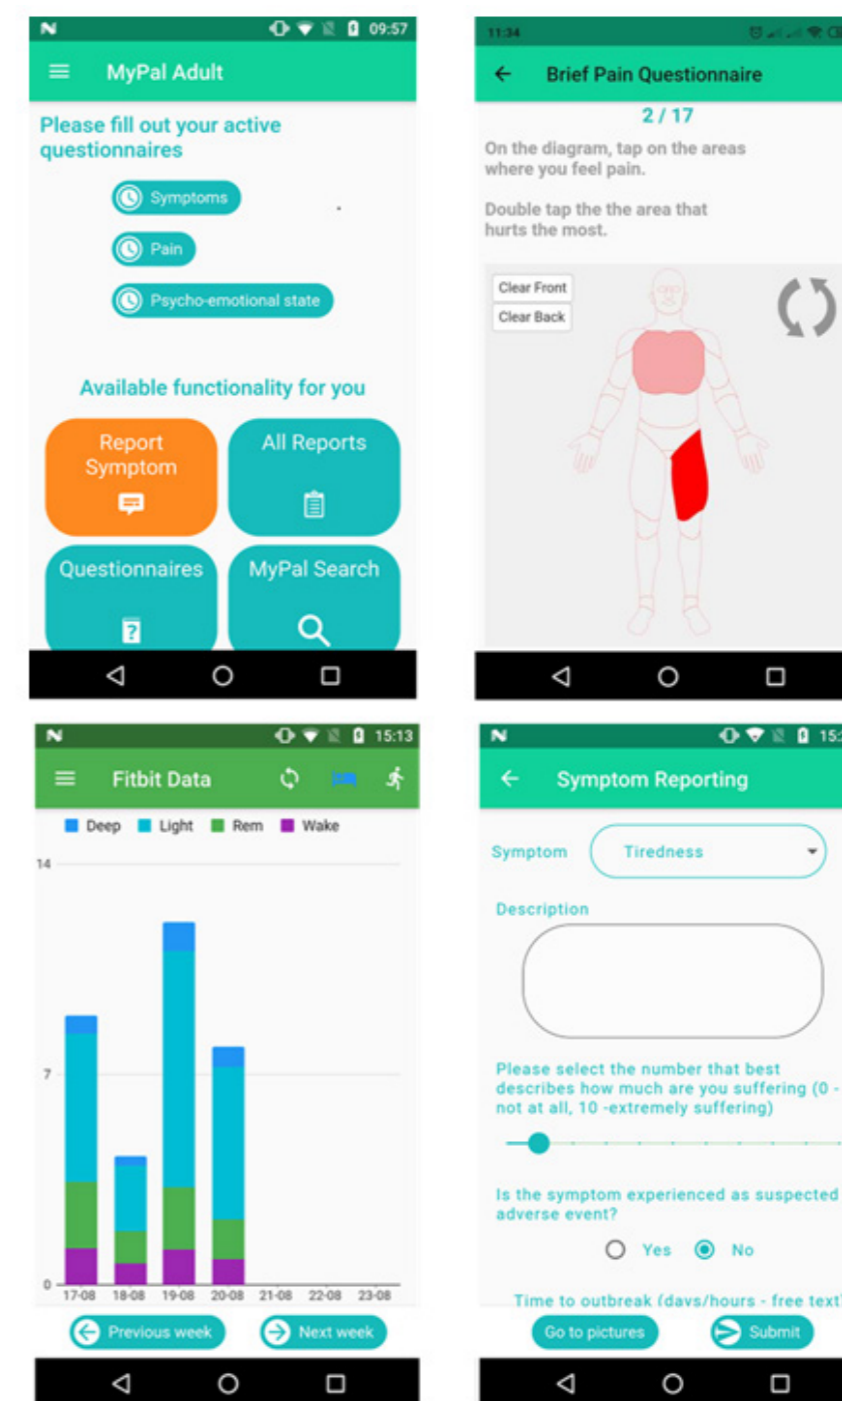 09:57
MyPal Adult
Please fill out your active
questionnaires
Symptoms
Pain
Psycho-emotional state
Available functionality for you
Report
Symptom
All Reports
Questionnaires
MyPal Search
11:34
Brief Pain Questionnaire
2 / 17
On the diagram, tap on the areas
where you feel pain.
Double tap the the area that
hurts the most.
Clear Front
Clear Back
15:13
Fitbit Data
Deep Light Rem Wake
14
7
0
17-08 18-08 19-08 20-08 21-08 22-08 23-08
Previous week
Next week
Symptom Reporting
Symptom
Tiredness
Description
Please select the number that best
describes how much are you suffering (0 -
not at all, 10 -extremely suffering)
Is the symptom experienced as suspected
adverse event?
Yes No
Time to outbreak (days/hours - free text)
Go to pictures
Submit